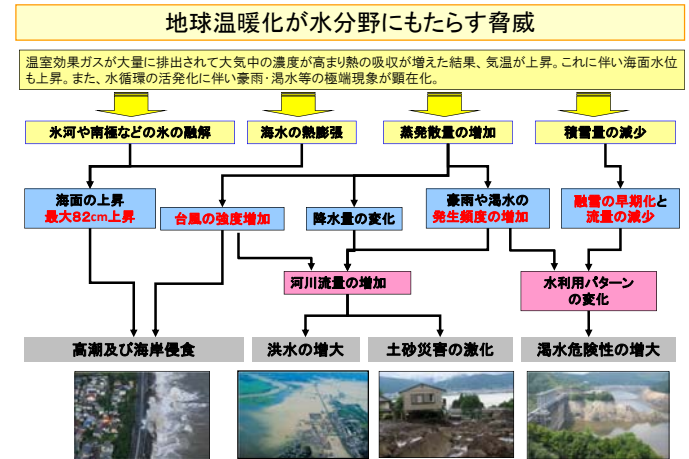 地球温暖化が水分野にもたらす脅威
温室効果ガスが大量に排出されて大気中の濃度が高まり熱の吸収が増えた結果、気温が上昇。これに伴い海面水位
も上昇。また、水循環の活発化に伴い豪雨・渇水等の極端現象が顕在化。
氷河や南極などの氷の融解
海水の熱膨張
蒸発散量の増加
積雪量の減少
海面の上昇
最大82cm上昇
台風の強度増加
降水量の変化
豪雨や渇水の
発生頻度の増加
融雪の早期化と
流量の減少
河川流量の増加
水利用パターン
の変化
高潮及び海岸侵食
洪水の増大
土砂災害の激化
渇水危険性の増大